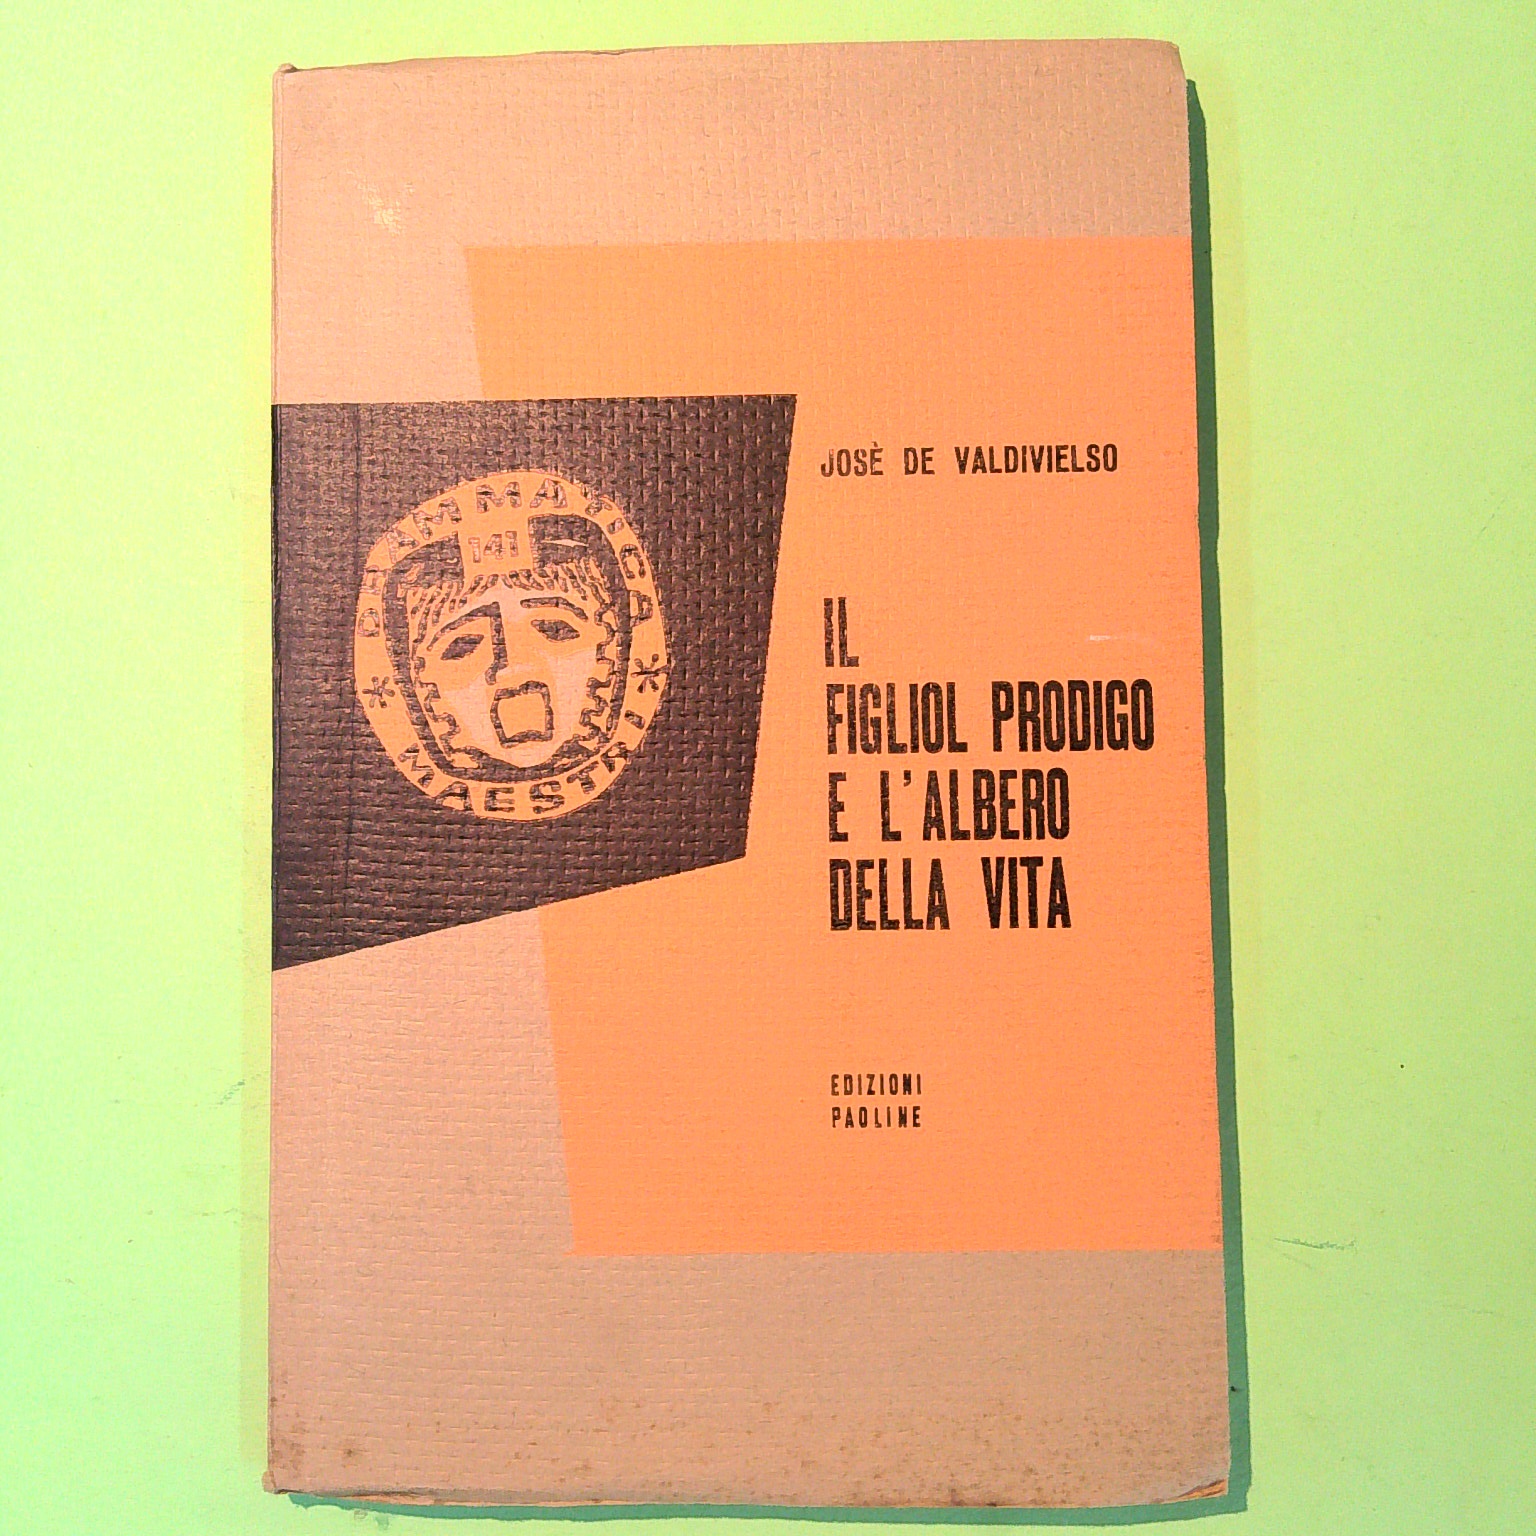 JOSÈ DE VALDIVIELSO
DRAMMATICA
141
* MAESTRI *
IL
FIGLIOL PRODIGO
E L'ALBERO
DELLA VITA
EDIZIONI
PAOLINE